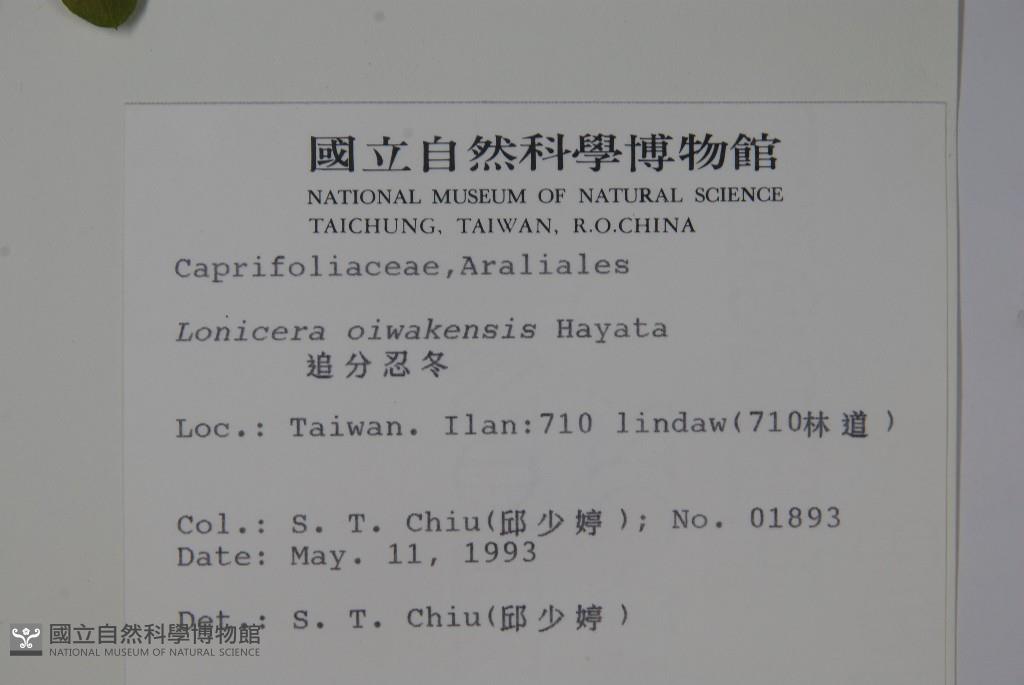 國立自然科學博物館
NATIONAL MUSEUM OF NATURAL SCIENCE
TAICHUNG, TAIWAN, R.O.CHINA
Caprifoliaceae,Araliales
Lonicera oiwakensis Hayata
追分忍冬
Loc.: Taiwan. Ilan:710 lindaw(710林道)
Col.: S. T. Chiu(邱少婷); No. 01893
Date: May. 11, 1993
Det.: S. T. Chiu(邱少婷)
國立自然科學博物館
NATIONAL MUSEUM OF NATURAL SCIENCE